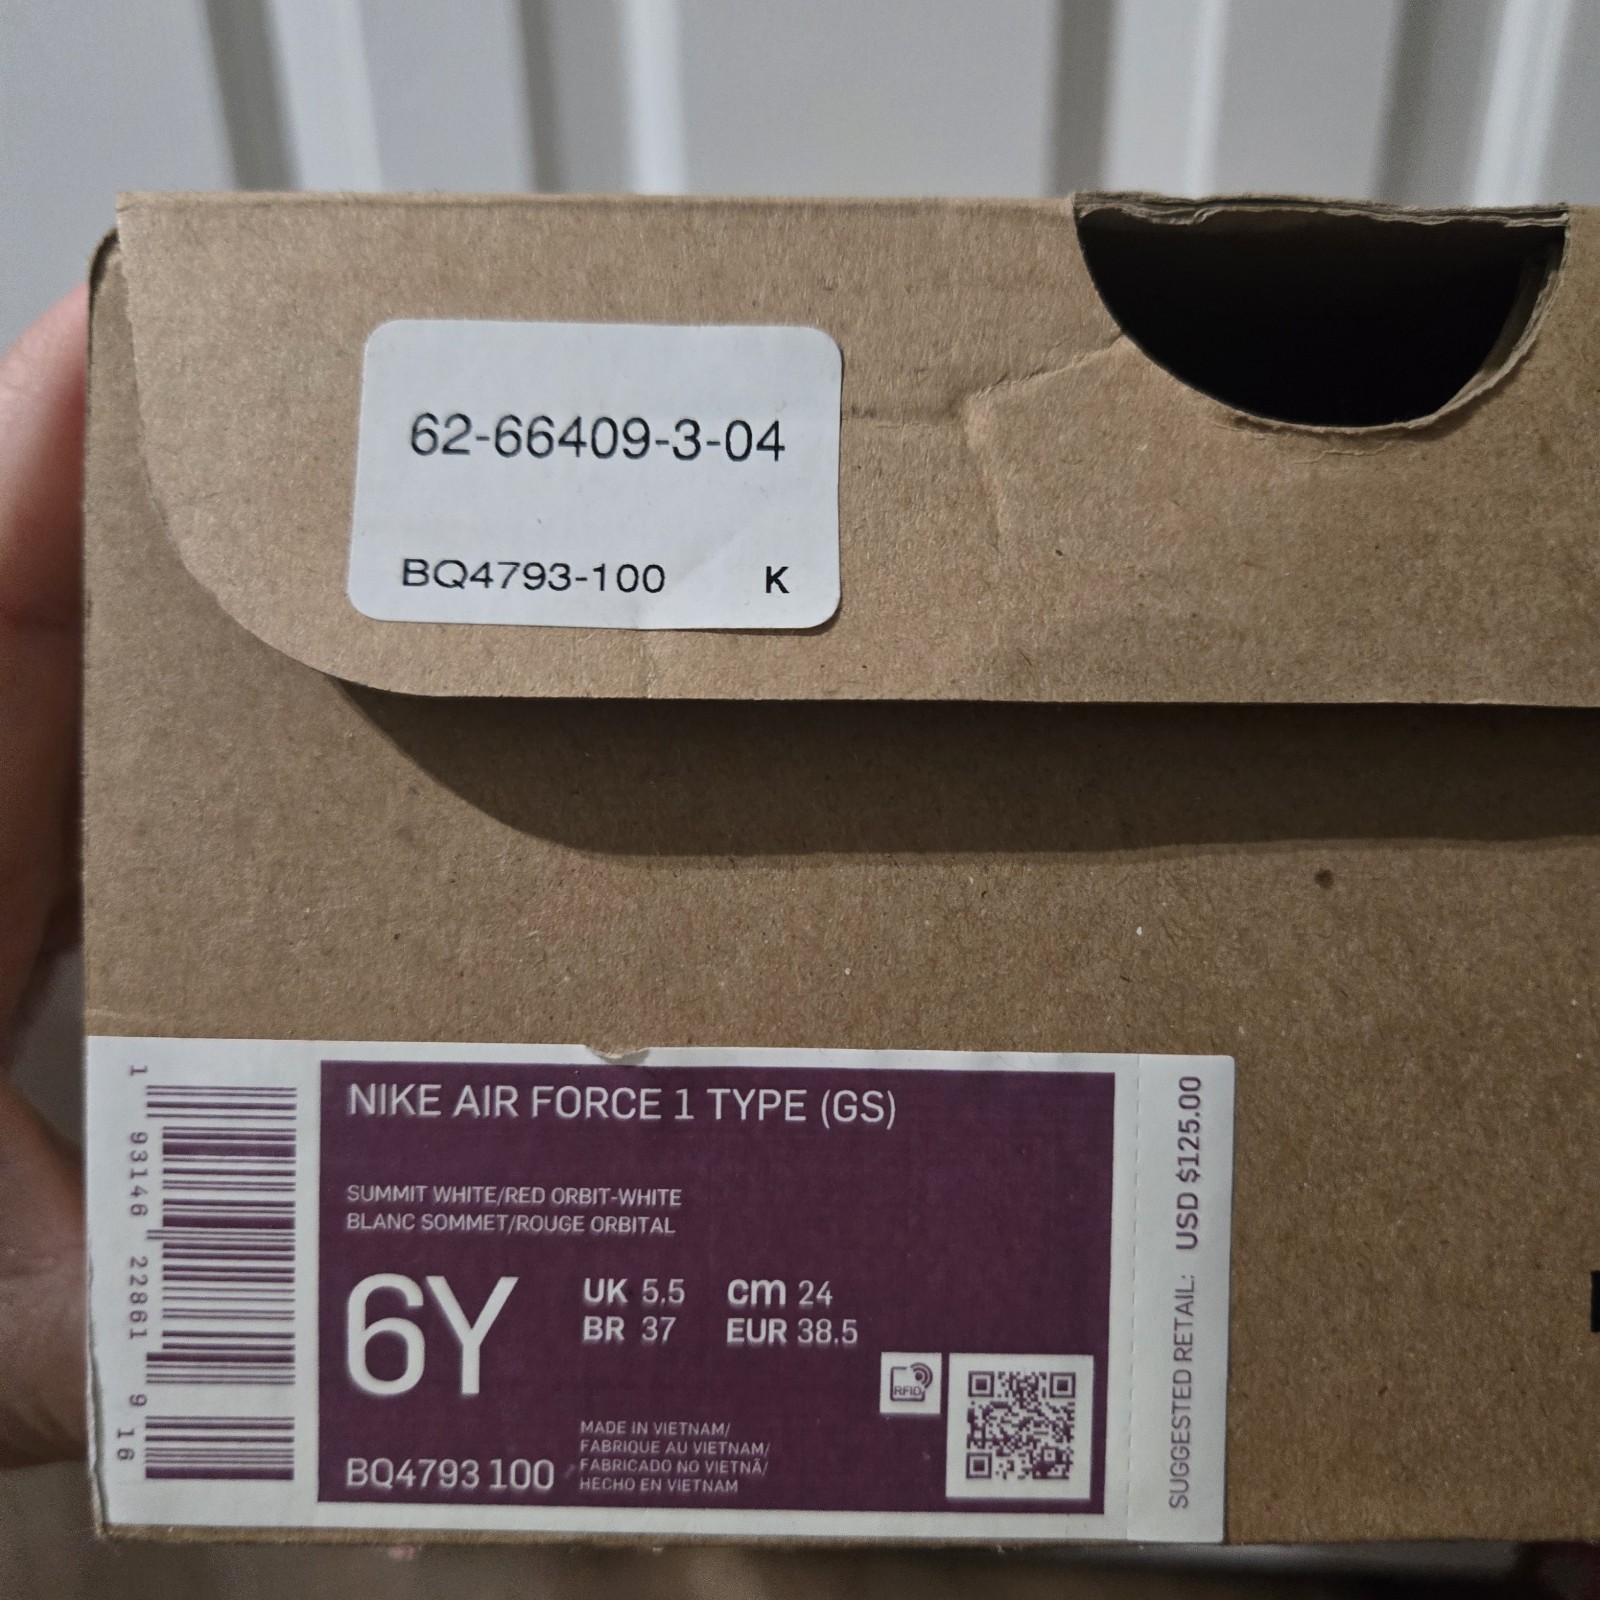 62-66409-3-04
BQ4793-100 K
NIKE AIR FORCE 1 TYPE (GS)
SUMMIT WHITE/RED ORBIT-WHITE
BLANC SOMMET/ROUGE ORBITAL
6Y
UK 5.5 cm 24
BR 37 EUR 38.5
RFID
MADE IN VIETNAM/
FABRIQUE AU VIETNAM/
FABRICADO NO VIETNÃ/
HECHO EN VIETNAM
BQ4793 100
1 93146 22861 9 16
SUGGESTED RETAIL: USD $125.00